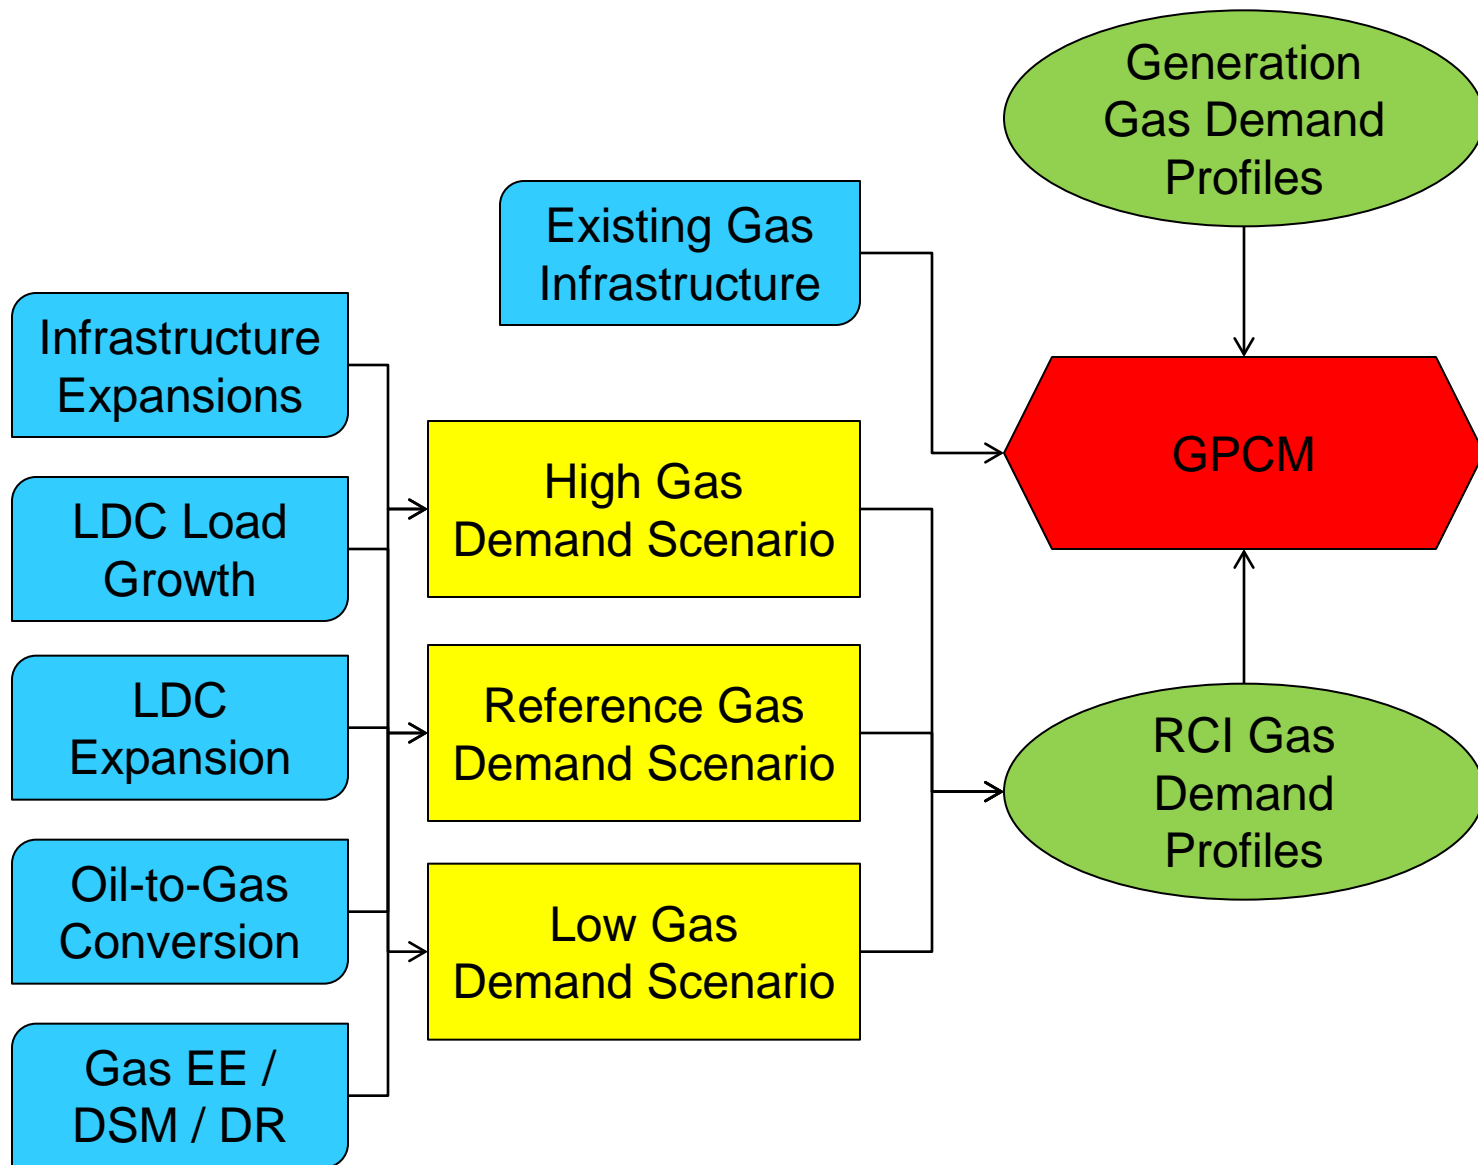 Generation
Gas Demand
Profiles
Existing Gas
Infrastructure
Infrastructure
Expansions
LDC Load
Growth
LDC
Expansion
Oil-to-Gas
Conversion
Gas EE /
DSM / DR
High Gas
Demand Scenario
Reference Gas
Demand Scenario
Low Gas
Demand Scenario
GPCM
RCI Gas
Demand
Profiles